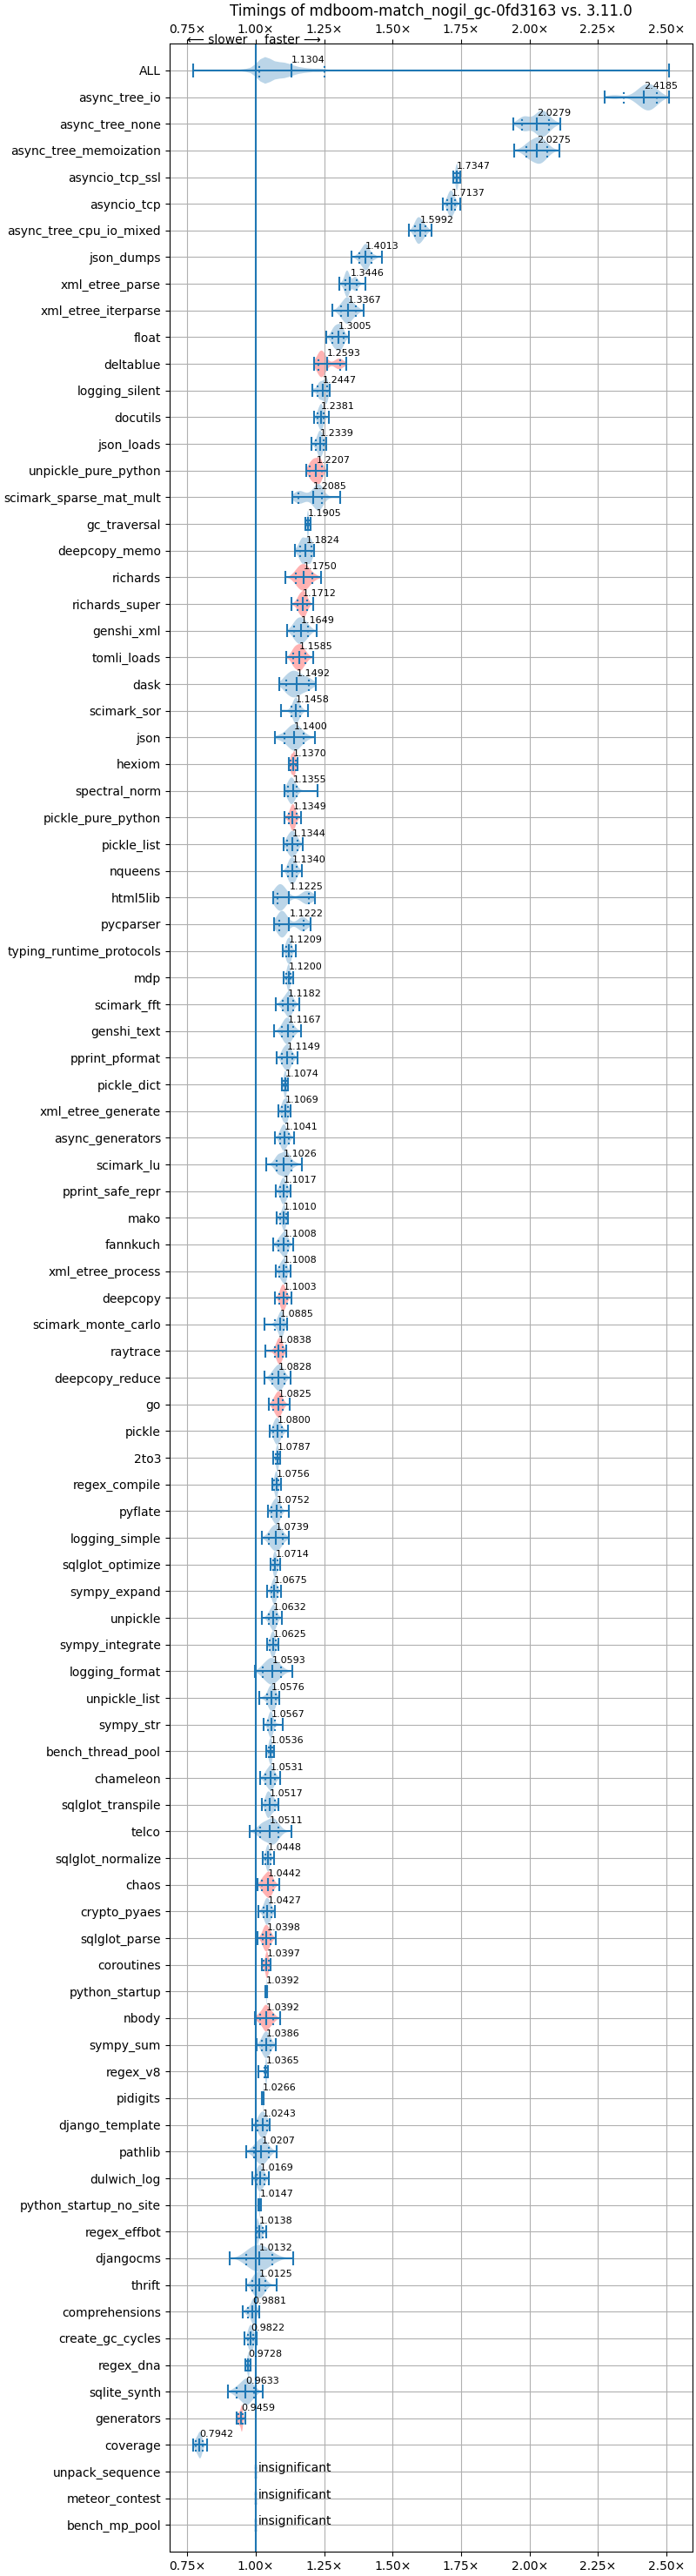 Timings of mdboom-match_nogil_gc-0fd3163 vs. 3.11.0
0.75× 1.00× 1.25× 1.50× 1.75× 2.00× 2.25× 2.50×
⟵ slower faster ⟶
ALL 1.1304
async_tree_io 2.4185
async_tree_none 2.0279
async_tree_memoization 2.0275
asyncio_tcp_ssl 1.7347
asyncio_tcp 1.7137
async_tree_cpu_io_mixed 1.5992
json_dumps 1.4013
xml_etree_parse 1.3446
xml_etree_iterparse 1.3367
float 1.3005
deltablue 1.2593
logging_silent 1.2447
docutils 1.2381
json_loads 1.2339
unpickle_pure_python 1.2207
scimark_sparse_mat_mult 1.2085
gc_traversal 1.1905
deepcopy_memo 1.1824
richards 1.1750
richards_super 1.1712
genshi_xml 1.1649
tomli_loads 1.1585
dask 1.1492
scimark_sor 1.1458
json 1.1400
hexiom 1.1370
spectral_norm 1.1355
pickle_pure_python 1.1349
pickle_list 1.1344
nqueens 1.1340
html5lib 1.1225
pycparser 1.1222
typing_runtime_protocols 1.1209
mdp 1.1200
scimark_fft 1.1182
genshi_text 1.1167
pprint_pformat 1.1149
pickle_dict 1.1074
xml_etree_generate 1.1069
async_generators 1.1041
scimark_lu 1.1026
pprint_safe_repr 1.1017
mako 1.1010
fannkuch 1.1008
xml_etree_process 1.1008
deepcopy 1.1003
scimark_monte_carlo 1.0885
raytrace 1.0838
deepcopy_reduce 1.0828
go 1.0825
pickle 1.0800
2to3 1.0787
regex_compile 1.0756
pyflate 1.0752
logging_simple 1.0739
sqlglot_optimize 1.0714
sympy_expand 1.0675
unpickle 1.0632
sympy_integrate 1.0625
logging_format 1.0593
unpickle_list 1.0576
sympy_str 1.0567
bench_thread_pool 1.0536
chameleon 1.0531
sqlglot_transpile 1.0517
telco 1.0511
sqlglot_normalize 1.0448
chaos 1.0442
crypto_pyaes 1.0427
sqlglot_parse 1.0398
coroutines 1.0397
python_startup 1.0392
nbody 1.0392
sympy_sum 1.0386
regex_v8 1.0365
pidigits 1.0266
django_template 1.0243
pathlib 1.0207
dulwich_log 1.0169
python_startup_no_site 1.0147
regex_effbot 1.0138
djangocms 1.0132
thrift 1.0125
comprehensions 0.9881
create_gc_cycles 0.9822
regex_dna 0.9728
sqlite_synth 0.9633
generators 0.9459
coverage 0.7942
unpack_sequence insignificant
meteor_contest insignificant
bench_mp_pool insignificant
0.75× 1.00× 1.25× 1.50× 1.75× 2.00× 2.25× 2.50×